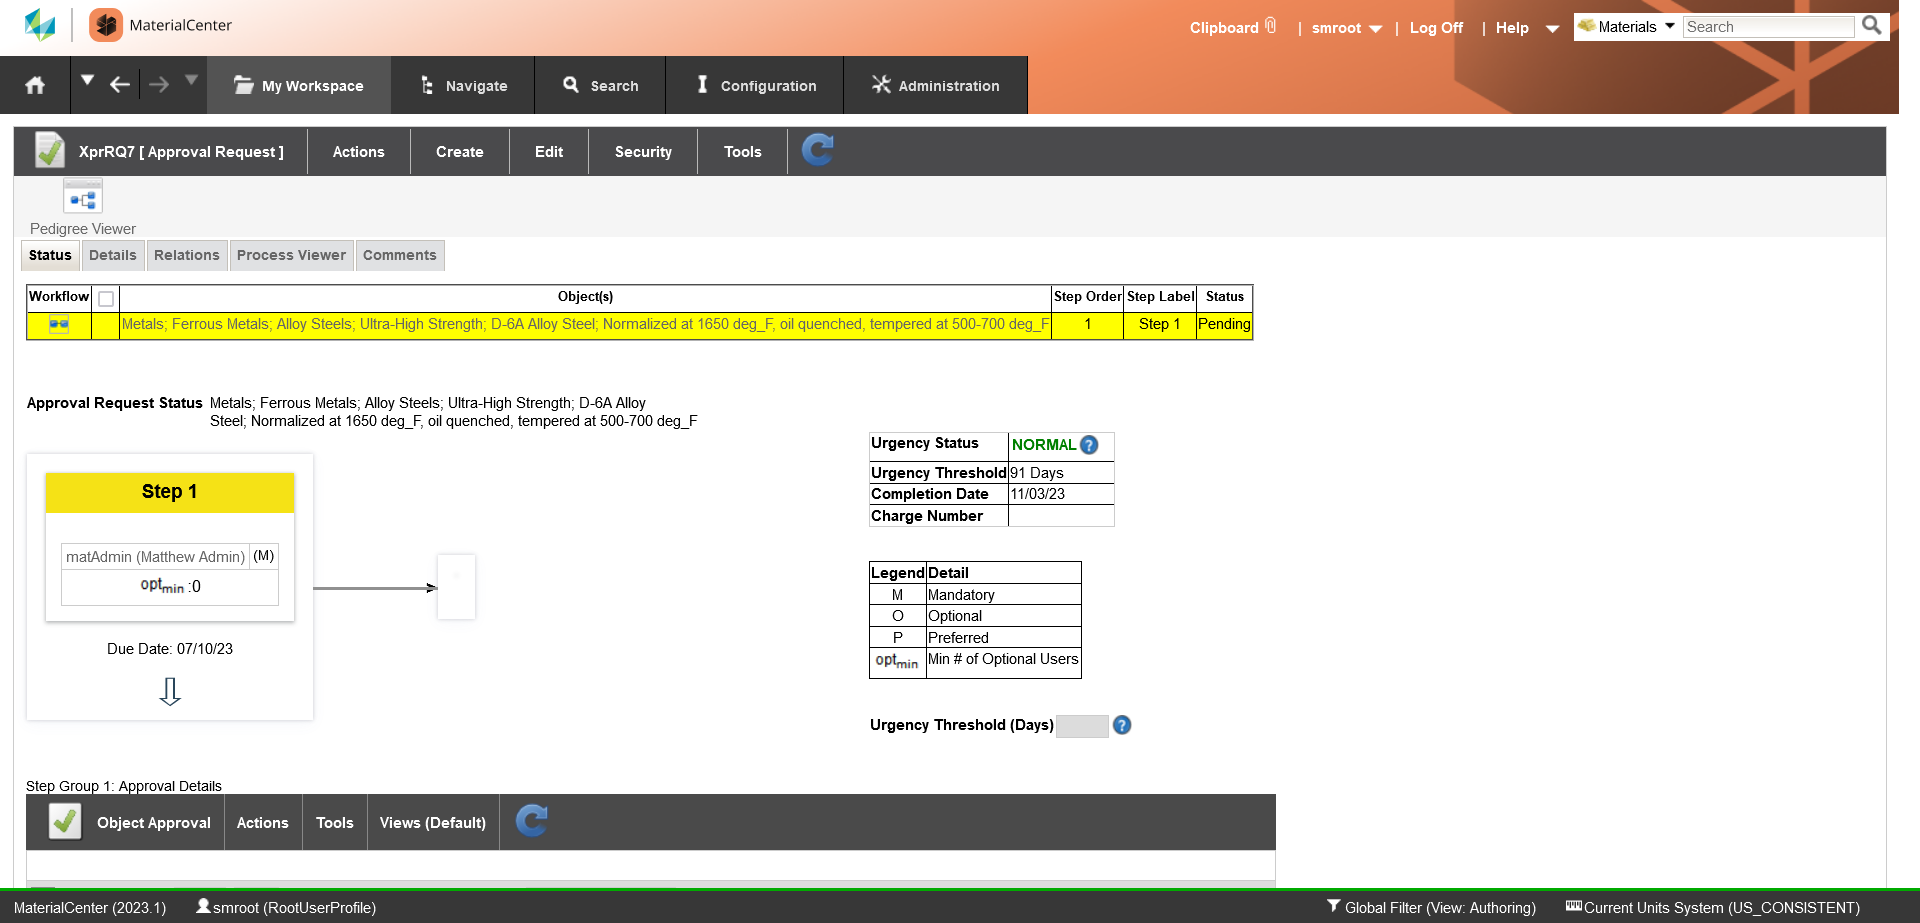 MaterialCenter
Clipboard | smroot | Log Off | Help Materials Search
My Workspace Navigate Search Configuration Administration
XprRQ7 [ Approval Request ] Actions Create Edit Security Tools
Pedigree Viewer
Status Details Relations Process Viewer Comments
Workflow Object(s) Step Order Step Label Status
Metals; Ferrous Metals; Alloy Steels; Ultra-High Strength; D-6A Alloy Steel; Normalized at 1650 deg_F, oil quenched, tempered at 500-700 deg_F 1 Step 1 Pending
Approval Request Status Metals; Ferrous Metals; Alloy Steels; Ultra-High Strength; D-6A Alloy
Steel; Normalized at 1650 deg_F, oil quenched, tempered at 500-700 deg_F
Urgency Status NORMAL ?
Urgency Threshold 91 Days
Completion Date 11/03/23
Charge Number
Step 1
matAdmin (Matthew Admin) (M)
optmin :0
Due Date: 07/10/23
Legend Detail
M Mandatory
O Optional
P Preferred
optmin Min # of Optional Users
Urgency Threshold (Days) ?
Step Group 1: Approval Details
Object Approval Actions Tools Views (Default)
MaterialCenter (2023.1) smroot (RootUserProfile) Global Filter (View: Authoring) Current Units System (US_CONSISTENT)